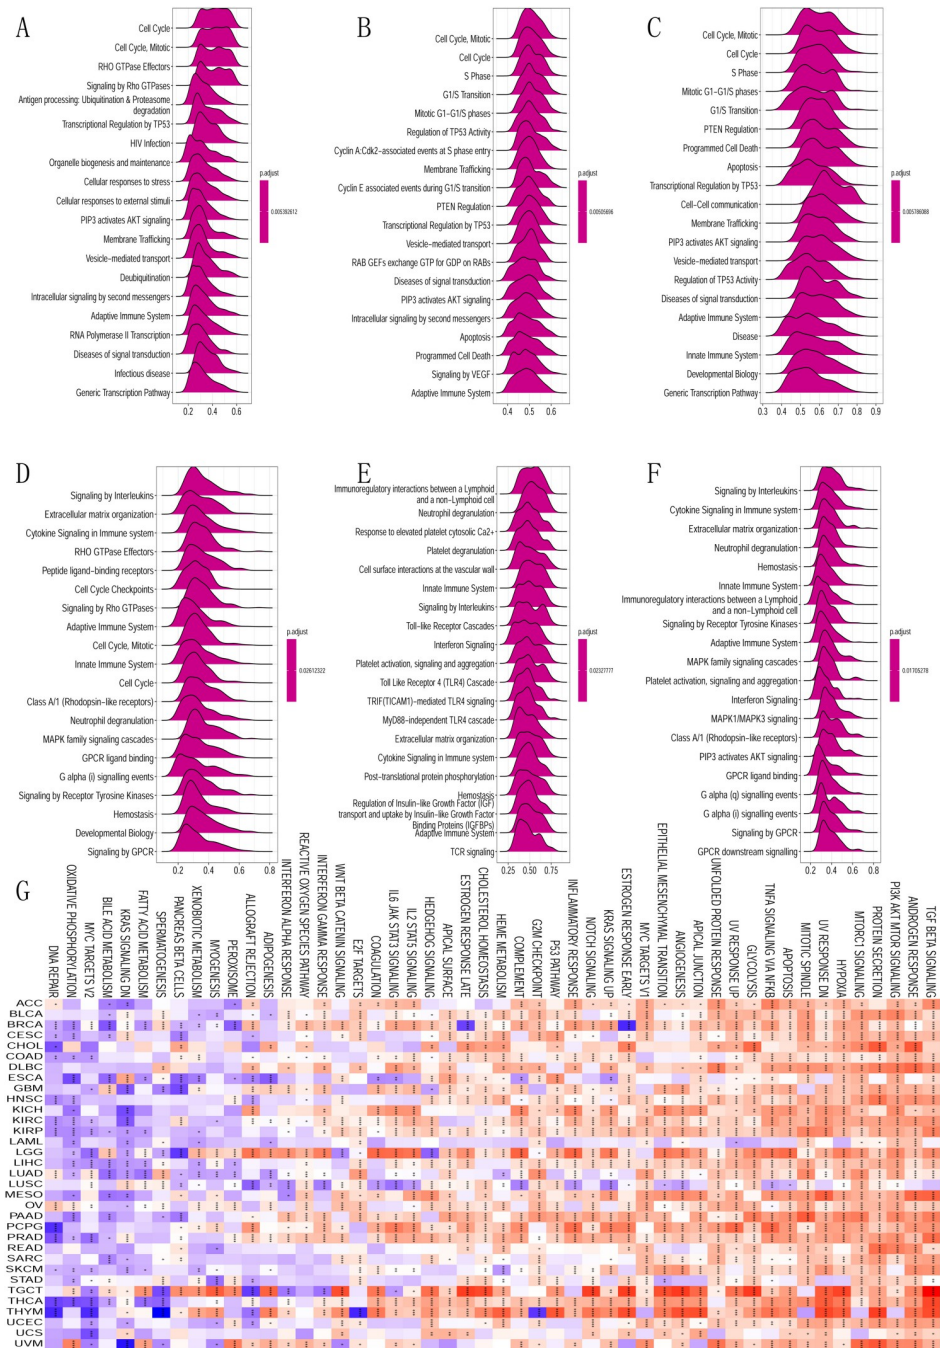 A
Cell Cycle
Cell Cycle, Mitotic
RHO GTPase Effectors
Signaling by Rho GTPases
Antigen processing: Ubiquitination & Proteasome
degradation
Transcriptional Regulation by TP53
HIV Infection
Organelle biogenesis and maintenance
Cellular responses to stress
Cellular responses to external stimuli
PIP3 activates AKT signaling
Membrane Trafficking
Vesicle-mediated transport
Deubiquitination
Intracellular signaling by second messengers
Adaptive Immune System
RNA Polymerase II Transcription
Diseases of signal transduction
Infectious disease
Generic Transcription Pathway
0.2 0.4 0.6
p.adjust
0.005392612
B
Cell Cycle, Mitotic
Cell Cycle
S Phase
G1/S Transition
Mitotic G1-G1/S phases
Regulation of TP53 Activity
Cyclin A:Cdk2-associated events at S phase entry
Membrane Trafficking
Cyclin E associated events during G1/S transition
PTEN Regulation
Transcriptional Regulation by TP53
Vesicle-mediated transport
RAB GEFs exchange GTP for GDP on RABs
Diseases of signal transduction
PIP3 activates AKT signaling
Intracellular signaling by second messengers
Apoptosis
Programmed Cell Death
Signaling by VEGF
Adaptive Immune System
0.4 0.5 0.6
p.adjust
0.00505696
C
Cell Cycle, Mitotic
Cell Cycle
S Phase
Mitotic G1-G1/S phases
G1/S Transition
PTEN Regulation
Programmed Cell Death
Apoptosis
Transcriptional Regulation by TP53
Cell-Cell communication
Membrane Trafficking
PIP3 activates AKT signaling
Vesicle-mediated transport
Regulation of TP53 Activity
Diseases of signal transduction
Adaptive Immune System
Disease
Innate Immune System
Developmental Biology
Generic Transcription Pathway
0.3 0.4 0.5 0.6 0.7 0.8 0.9
p.adjust
0.005786088
D
Signaling by Interleukins
Extracellular matrix organization
Cytokine Signaling in Immune system
RHO GTPase Effectors
Peptide ligand-binding receptors
Cell Cycle Checkpoints
Signaling by Rho GTPases
Adaptive Immune System
Cell Cycle, Mitotic
Innate Immune System
Cell Cycle
Class A/1 (Rhodopsin-like receptors)
Neutrophil degranulation
MAPK family signaling cascades
GPCR ligand binding
G alpha (i) signalling events
Signaling by Receptor Tyrosine Kinases
Hemostasis
Developmental Biology
Signaling by GPCR
0.2 0.4 0.6 0.8
p.adjust
0.02612322
E
Immunoregulatory interactions between a Lymphoid
and a non-Lymphoid cell
Neutrophil degranulation
Response to elevated platelet cytosolic Ca2+
Platelet degranulation
Cell surface interactions at the vascular wall
Innate Immune System
Signaling by Interleukins
Toll-like Receptor Cascades
Interferon Signaling
Platelet activation, signaling and aggregation
Toll Like Receptor 4 (TLR4) Cascade
TRIF(TICAM1)-mediated TLR4 signaling
MyD88-independent TLR4 cascade
Extracellular matrix organization
Cytokine Signaling in Immune system
Post-translational protein phosphorylation
Hemostasis
Regulation of Insulin-like Growth Factor (IGF)
transport and uptake by Insulin-like Growth Factor
Binding Proteins (IGFBPs)
Adaptive Immune System
TCR signaling
0.25 0.50 0.75
p.adjust
0.02327777
F
Signaling by Interleukins
Cytokine Signaling in Immune system
Extracellular matrix organization
Neutrophil degranulation
Hemostasis
Innate Immune System
Immunoregulatory interactions between a Lymphoid
and a non-Lymphoid cell
Signaling by Receptor Tyrosine Kinases
Adaptive Immune System
MAPK family signaling cascades
Platelet activation, signaling and aggregation
Interferon Signaling
MAPK1/MAPK3 signaling
Class A/1 (Rhodopsin-like receptors)
PIP3 activates AKT signaling
GPCR ligand binding
G alpha (q) signalling events
G alpha (i) signalling events
Signaling by GPCR
GPCR downstream signalling
0.2 0.4 0.6 0.8
p.adjust
0.01705278
G
DNA REPAIR
OXIDATIVE PHOSPHORYLATION
MYC TARGETS V2
BILE ACID METABOLISM
KRAS SIGNALING DN
FATTY ACID METABOLISM
SPERMATOGENESIS
PANCREAS BETA CELLS
XENOBIOTIC METABOLISM
MYOGENESIS
PEROXISOME
ALLOGRAFT REJECTION
ADIPOGENESIS
INTERFERON ALPHA RESPONSE
REACTIVE OXYGEN SPECIES PATHWAY
INTERFERON GAMMA RESPONSE
WNT BETA CATENIN SIGNALING
E2F TARGETS
COAGULATION
IL6 JAK STAT3 SIGNALING
IL2 STAT5 SIGNALING
HEDGEHOG SIGNALING
APICAL SURFACE
ESTROGEN RESPONSE LATE
CHOLESTEROL HOMEOSTASIS
HEME METABOLISM
COMPLEMENT
G2M CHECKPOINT
P53 PATHWAY
INFLAMMATORY RESPONSE
NOTCH SIGNALING
KRAS SIGNALING UP
ESTROGEN RESPONSE EARLY
MYC TARGETS V1
EPITHELIAL MESENCHYMAL TRANSITION
ANGIOGENESIS
APICAL JUNCTION
UNFOLDED PROTEIN RESPONSE
UV RESPONSE UP
GLYCOLYSIS
TNFA SIGNALING VIA NFKB
APOPTOSIS
MITOTIC SPINDLE
UV RESPONSE DN
HYPOXIA
MTORC1 SIGNALING
PROTEIN SECRETION
PI3K AKT MTOR SIGNALING
ANDROGEN RESPONSE
TGF BETA SIGNALING
ACC
BLCA
BRCA
CESC
CHOL
COAD
DLBC
ESCA
GBM
HNSC
KICH
KIRC
KIRP
LAML
LGG
LIHC
LUAD
LUSC
MESO
OV
PAAD
PCPG
PRAD
READ
SARC
SKCM
STAD
TGCT
THCA
THYM
UCEC
UCS
UVM